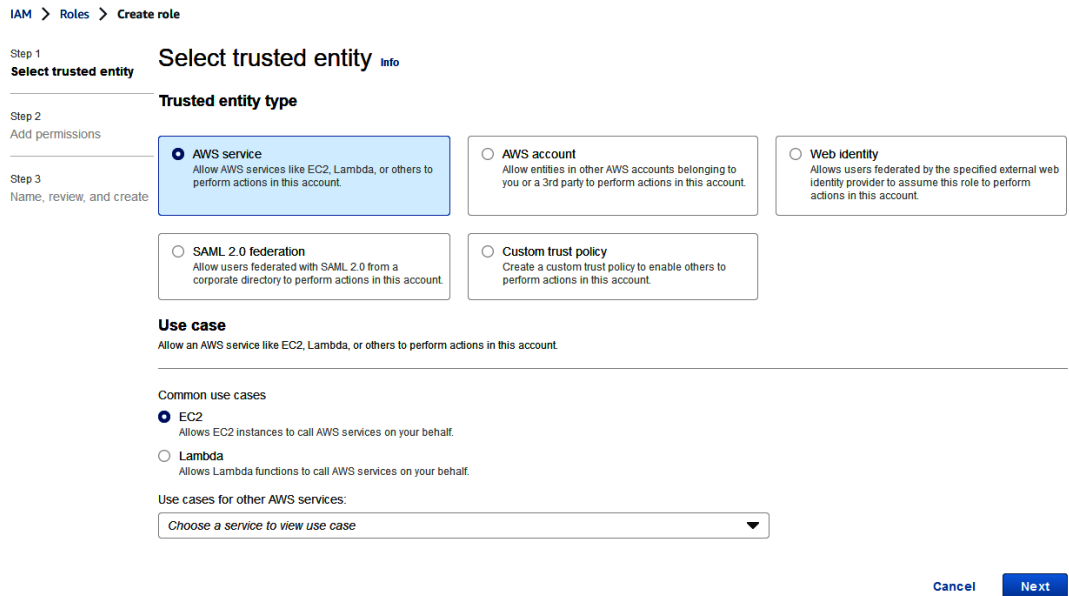 IAM > Roles > Create role
Step 1
Select trusted entity
Step 2
Add permissions
Step 3
Name, review, and create
Select trusted entity Info
Trusted entity type
AWS service
Allow AWS services like EC2, Lambda, or others to
perform actions in this account.
AWS account
Allow entities in other AWS accounts belonging to
you or a 3rd party to perform actions in this account.
Web identity
Allows users federated by the specified external web
identity provider to assume this role to perform
actions in this account.
SAML 2.0 federation
Allow users federated with SAML 2.0 from a
corporate directory to perform actions in this account.
Custom trust policy
Create a custom trust policy to enable others to
perform actions in this account.
Use case
Allow an AWS service like EC2, Lambda, or others to perform actions in this account.
Common use cases
EC2
Allows EC2 instances to call AWS services on your behalf.
Lambda
Allows Lambda functions to call AWS services on your behalf.
Use cases for other AWS services:
Choose a service to view use case
Cancel Next